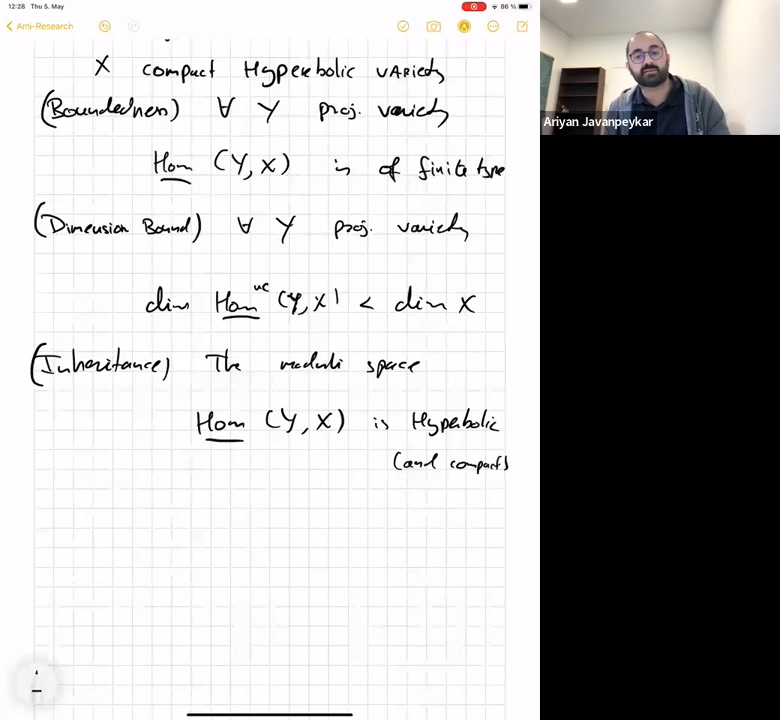 12:28 Thu 5. May
86 %
Ami-Research
X compact Hyperbolic VARiety
(Boundedness) ∀ Y proj. variety
Hom (Y, X) is of finite type
(Dimension Bound) ∀ Y proj. variety
dim Hom^nc (Y, X) < dim X
(Inheritance) The moduli space
Hom (Y, X) is Hyperbolic
(and compact)
Ariyan Javanpeykar